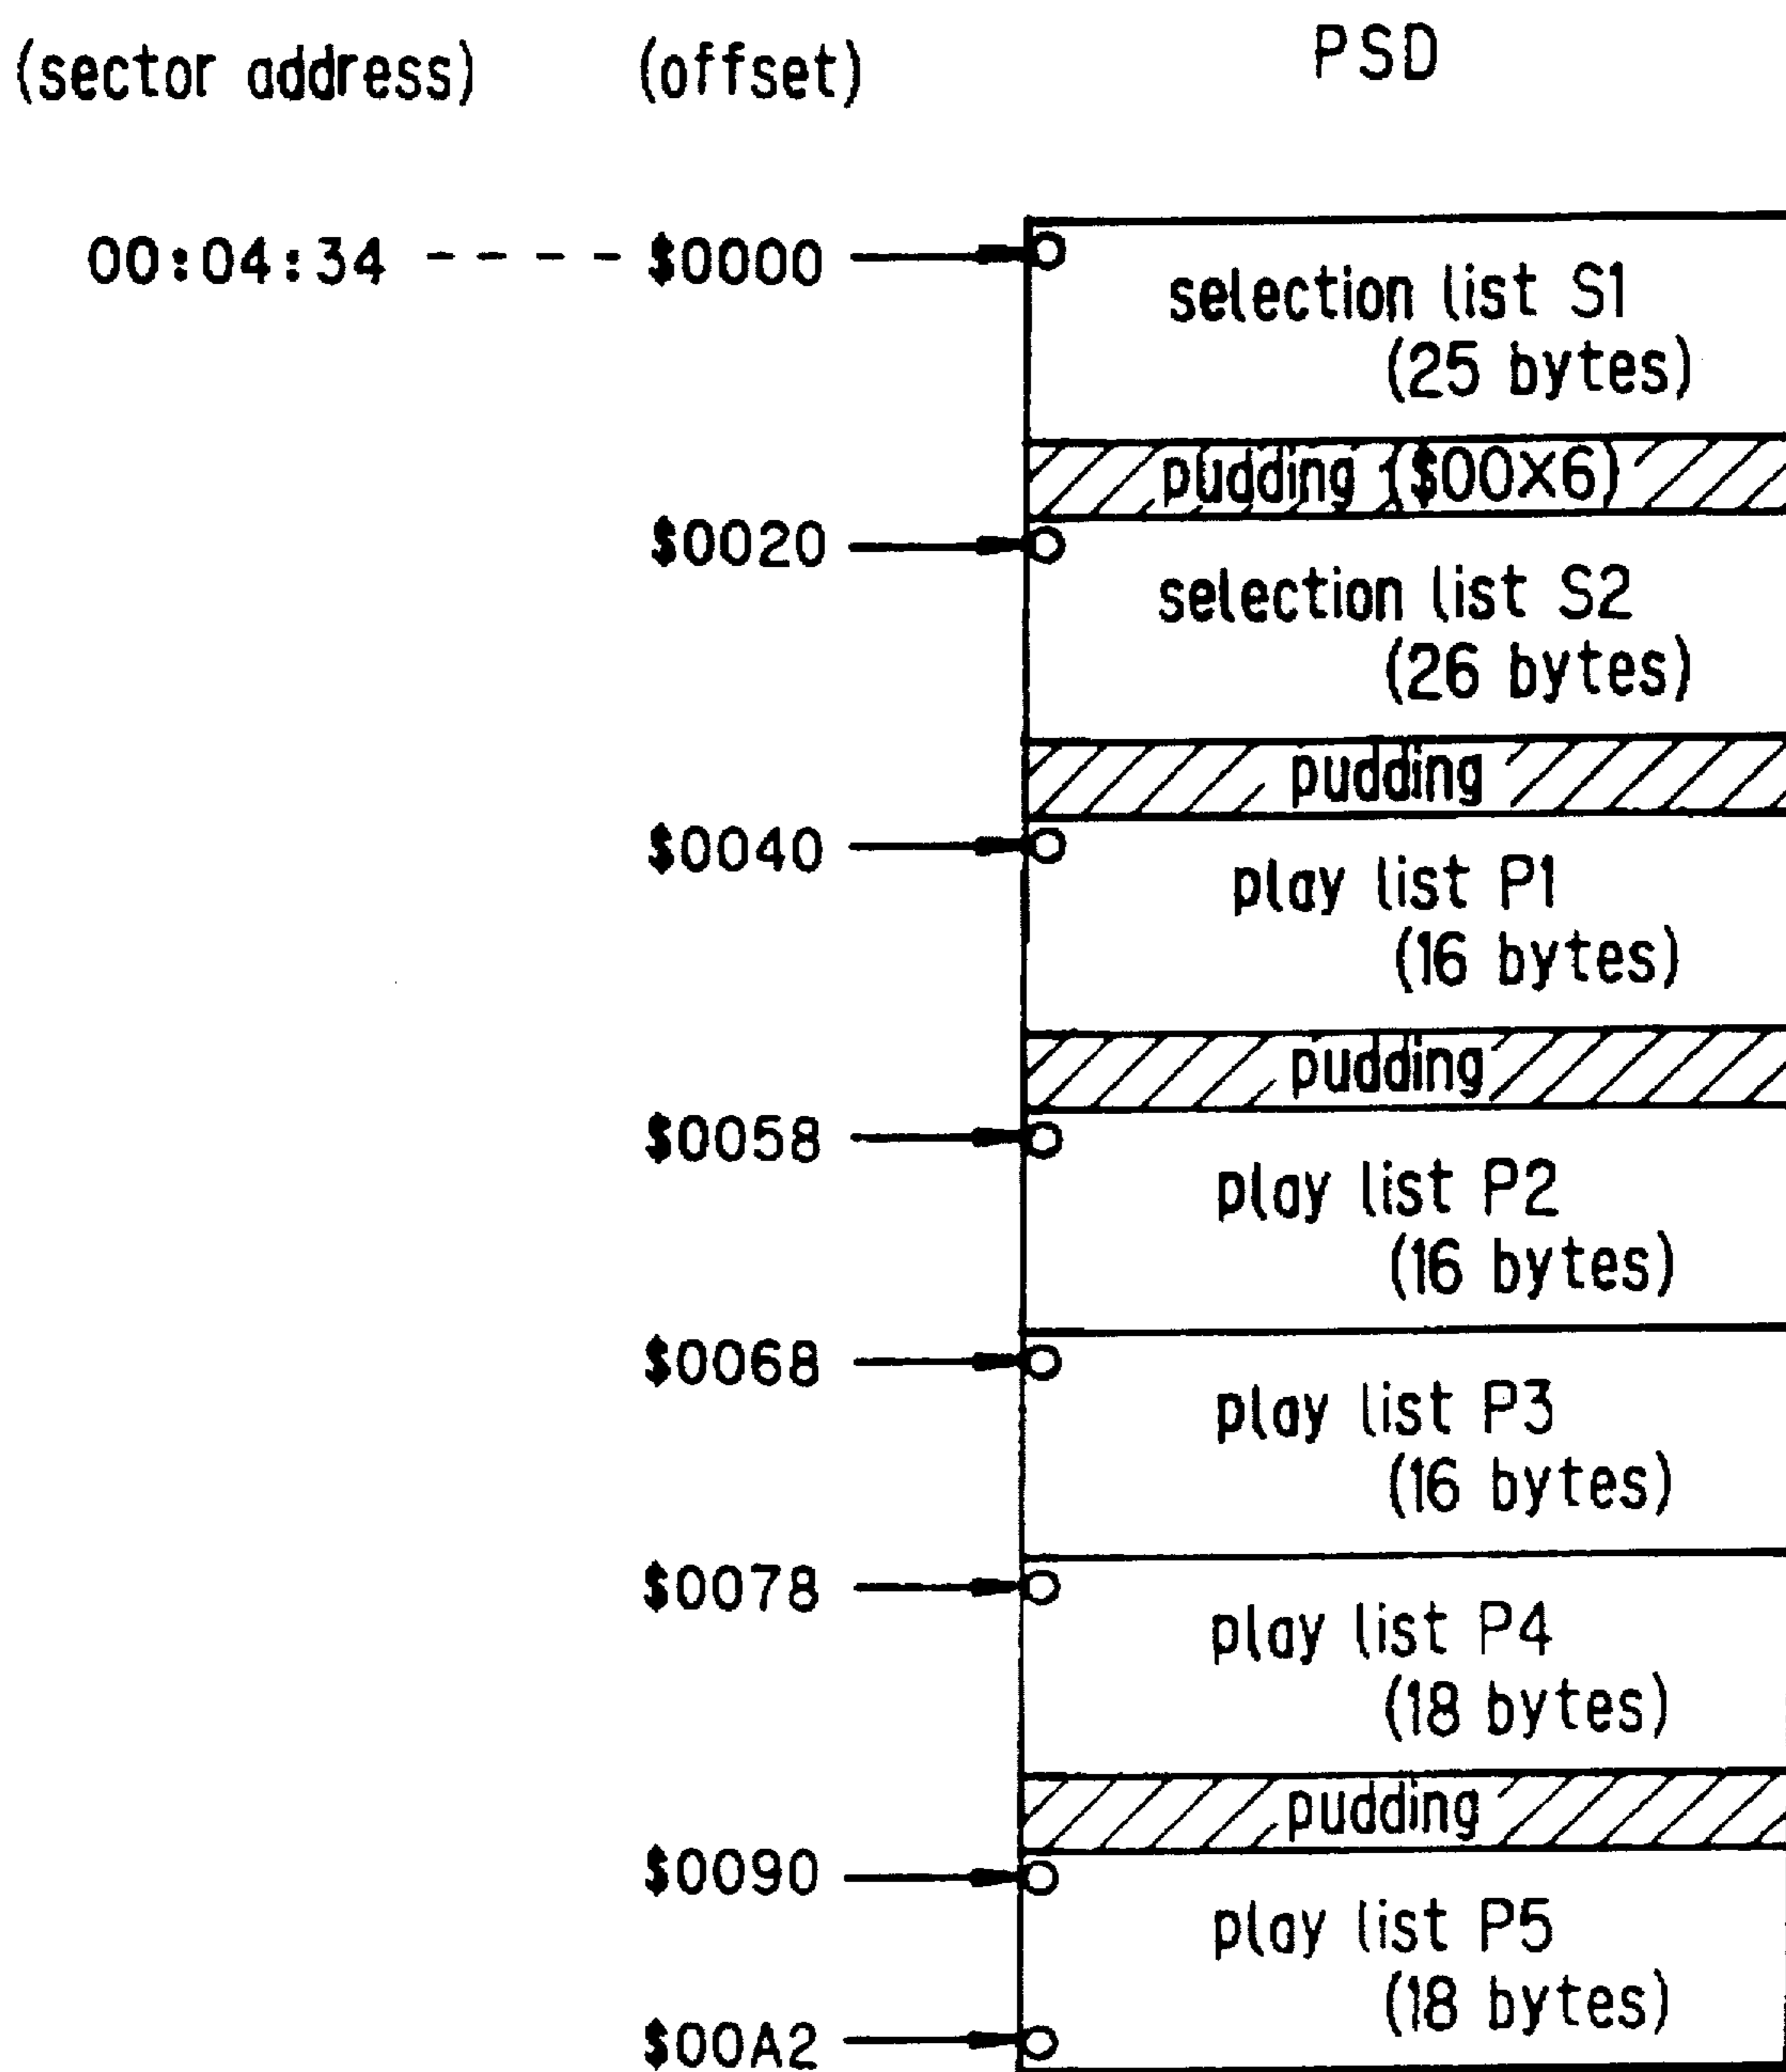 (sector address) (offset) PSD
00:04:34 - - - - $0000
selection list S1
(25 bytes)
pudding ($00X6)
$0020
selection list S2
(26 bytes)
pudding
$0040
play list P1
(16 bytes)
pudding
$0058
play list P2
(16 bytes)
$0068
play list P3
(16 bytes)
$0078
play list P4
(18 bytes)
pudding
$0090
play list P5
(18 bytes)
$00A2